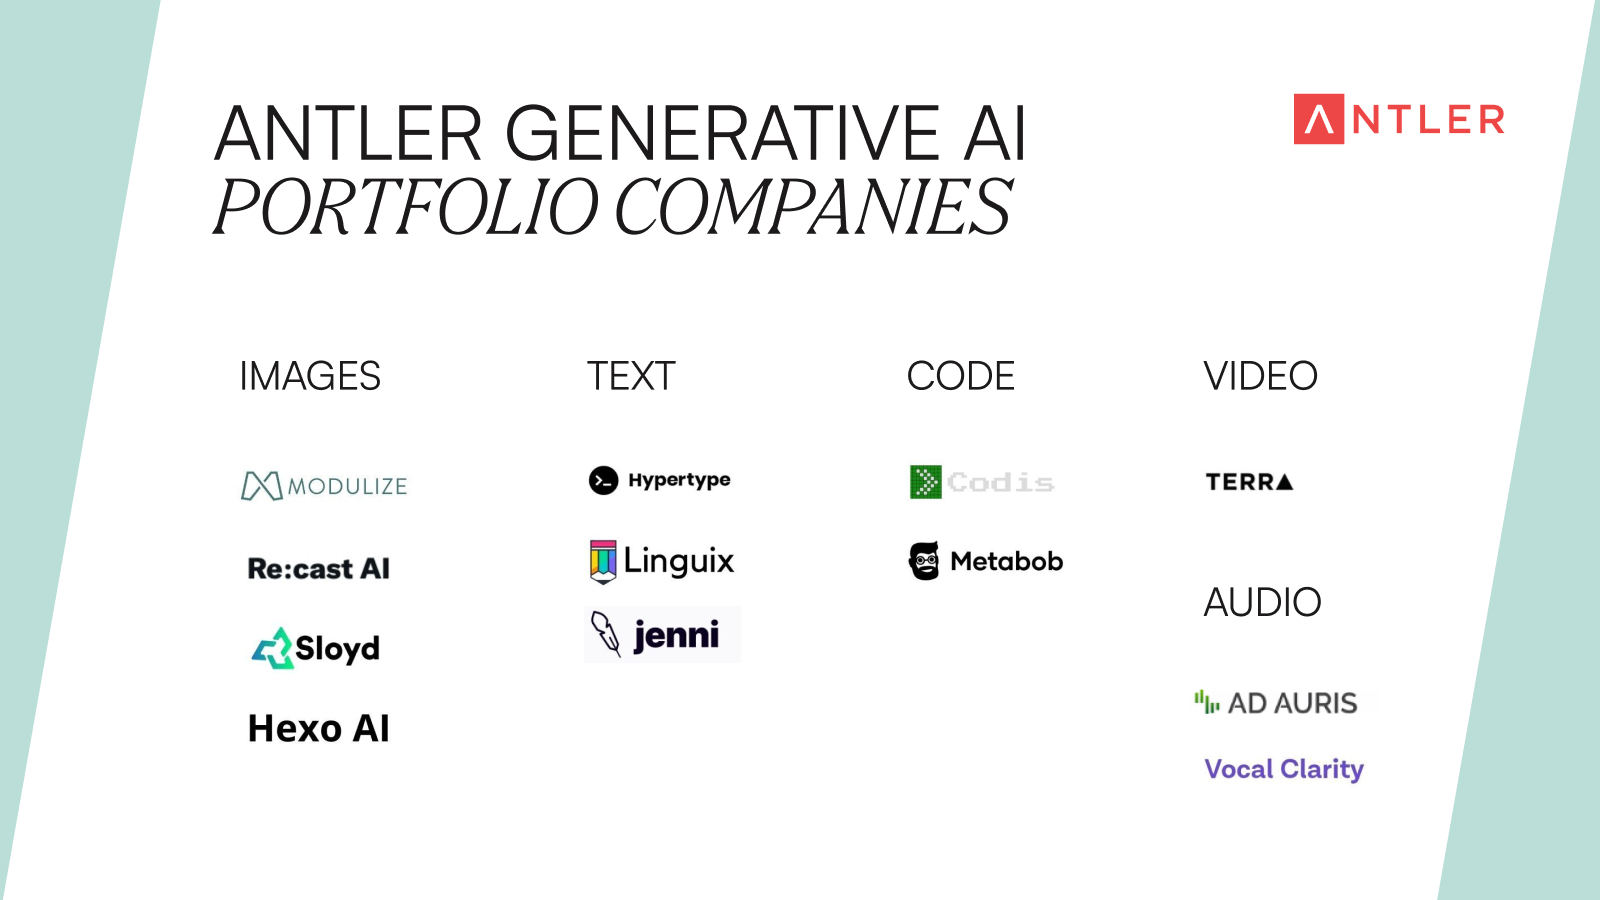 ANTLER GENERATIVE AI
PORTFOLIO COMPANIES
ANTLER
IMAGES
MODULIZE
Re:cast AI
Sloyd
Hexo AI
TEXT
Hypertype
Linguix
jenni
CODE
Codis
Metabob
VIDEO
TERRA
AUDIO
AD AURIS
Vocal Clarity